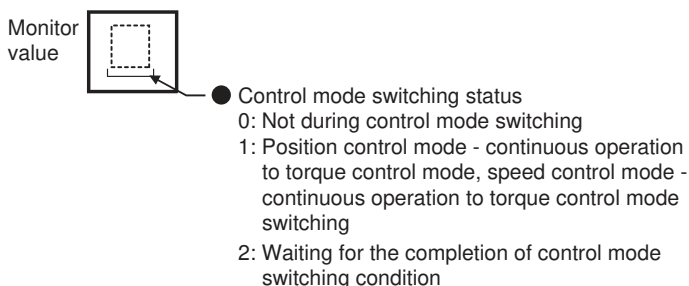 Monitor
value
● Control mode switching status
0: Not during control mode switching
1: Position control mode - continuous operation
to torque control mode, speed control mode -
continuous operation to torque control mode
switching
2: Waiting for the completion of control mode
switching condition